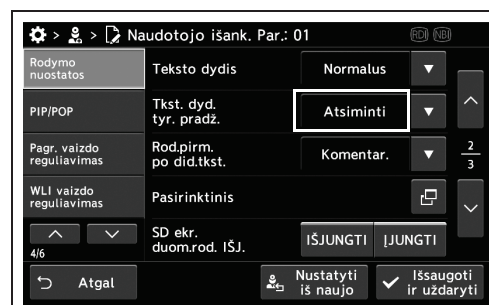 > > Naudotojo išank. Par.: 01 RDI NBI
Rodymo
nuostatos
Teksto dydis
Normalus
PIP/POP
Tkst. dyd.
tyr. pradž.
Atsiminti
Pagr. vaizdo
reguliavimas
Rod.pirm.
po did.tkst.
Komentar.
2
3
WLI vaizdo
reguliavimas
Pasirinktinis
4/6
SD ekr.
duom.rod. IŠJ.
IŠJUNGTI
ĮJUNGTI
Atgal
Nustatyti
iš naujo
Išsaugoti
ir uždaryti